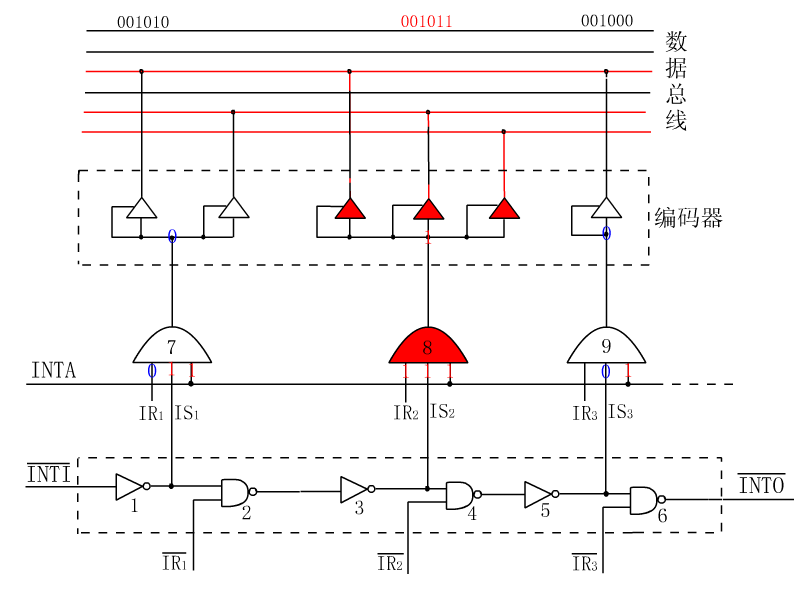 001010 001011 001000
数
据
总
线
编码器
0 1 0
7 8 9
INTA 0 1 1 1 1 1 0 1
IR1 IS1 IR2 IS2 IR3 IS3
INTI INTO
1 2 3 4 5 6
IR1 IR2 IR3